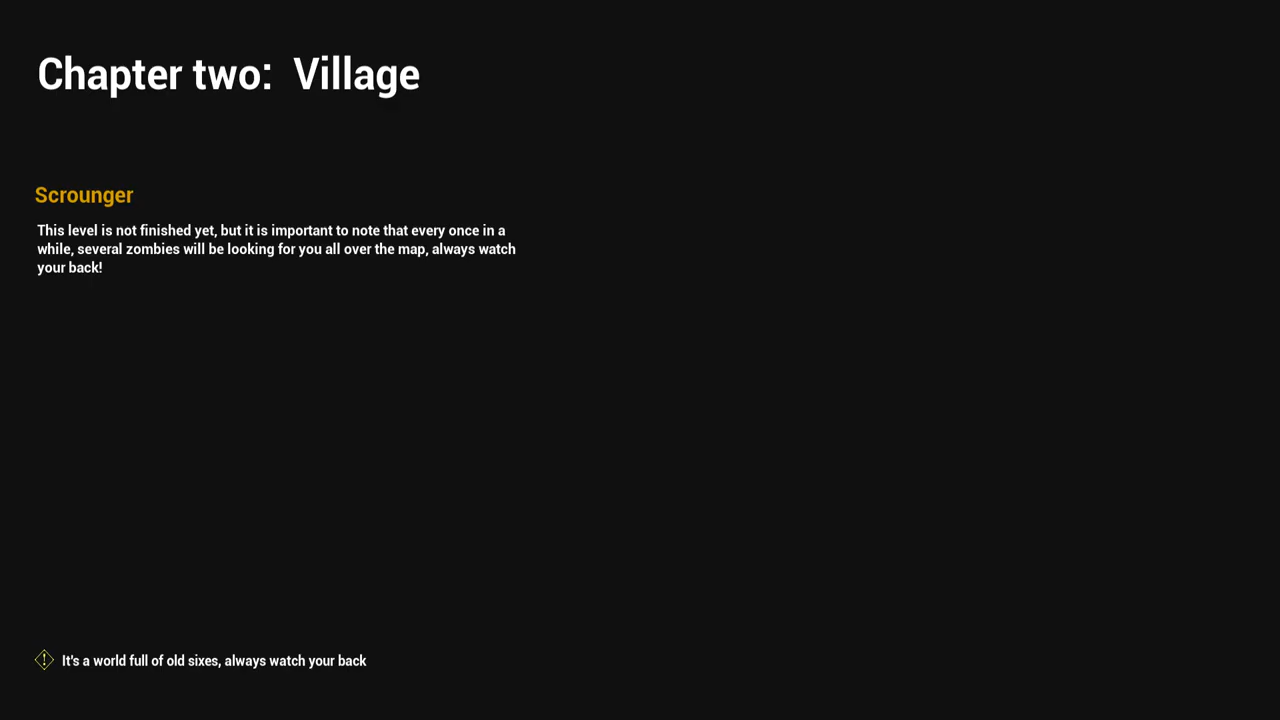 Chapter two:  Village
Scrounger
This level is not finished yet, but it is important to note that every once in a
while, several zombies will be looking for you all over the map, always watch
your back!
It's a world full of old sixes, always watch your back